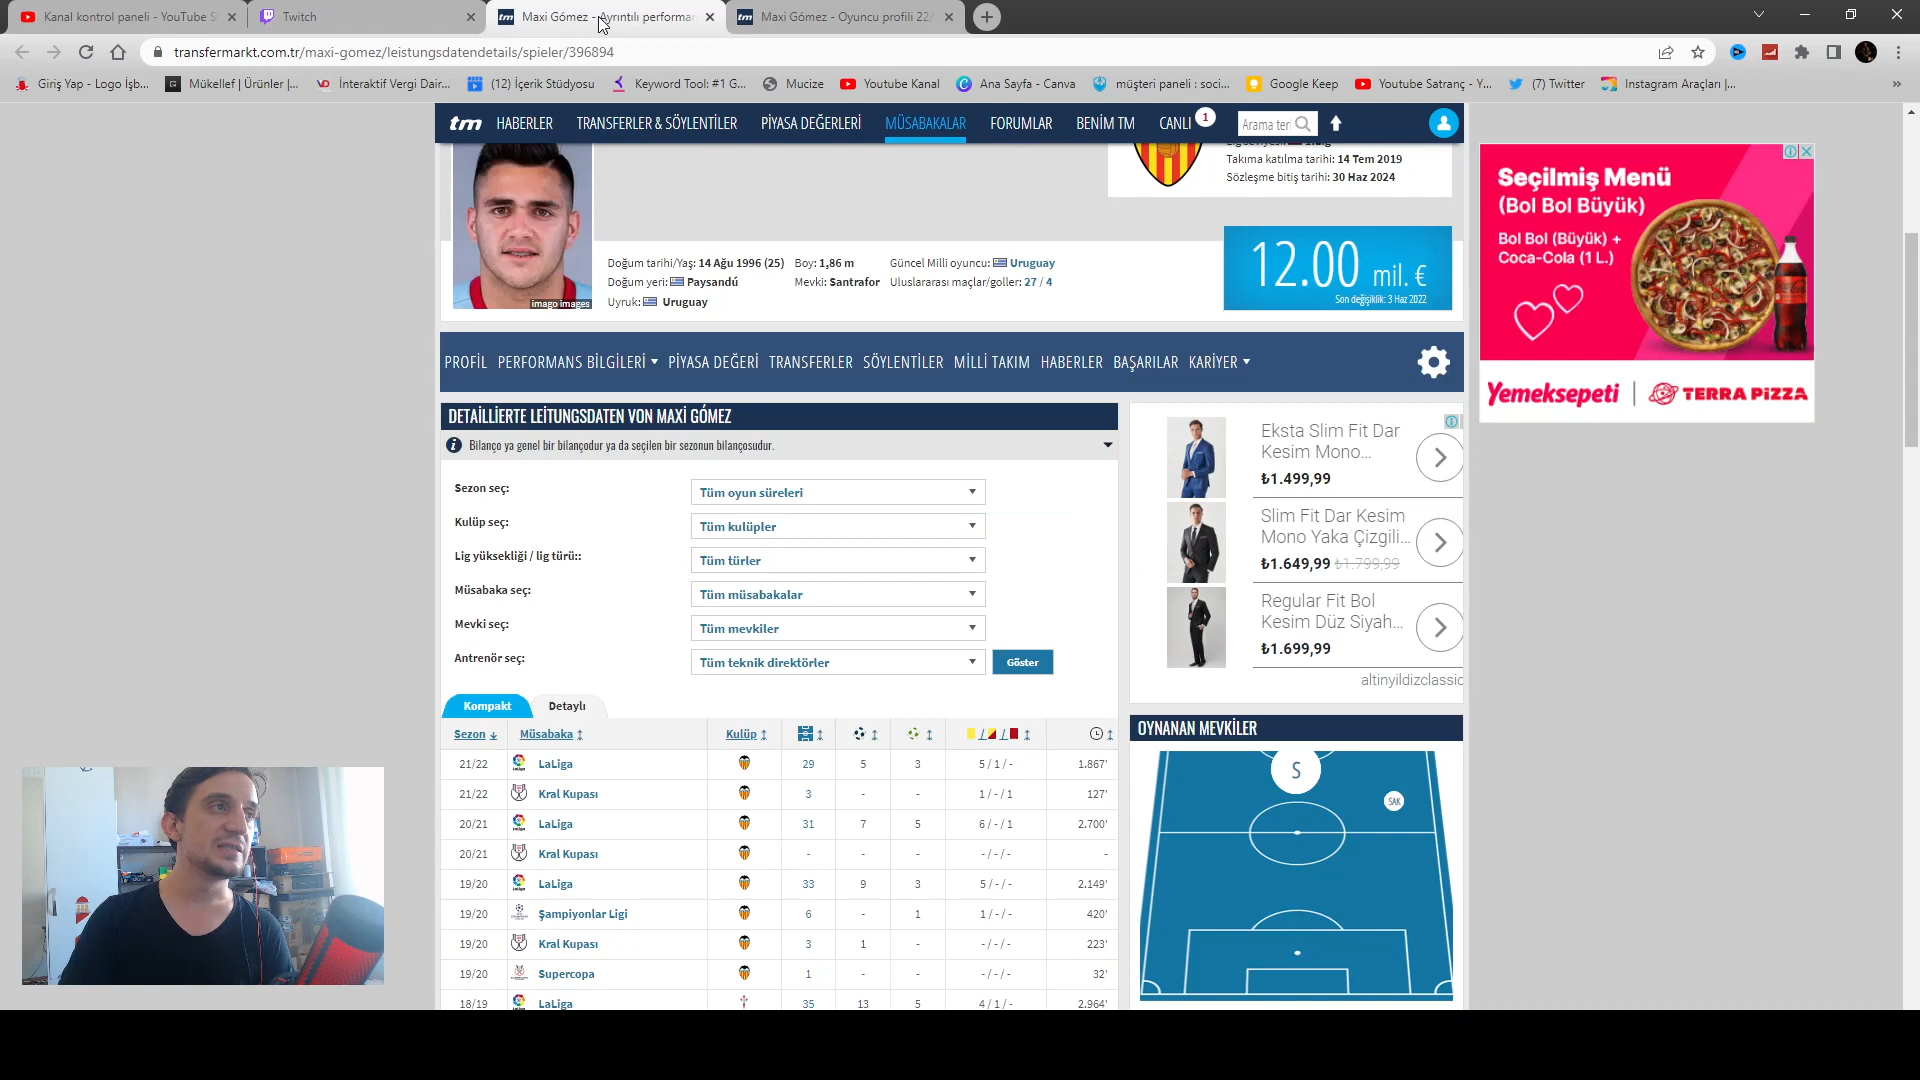 Kanal kontrol paneli - YouTube S
Twitch
Maxi Gómez - Ayrıntılı performan
Maxi Gómez - Oyuncu profili 22/
transfermarkt.com.tr/maxi-gomez/leistungsdatendetails/spieler/396894
Giriş Yap - Logo İşb...
Mükellef | Ürünler |...
İnteraktif Vergi Dair...
(12) İçerik Stüdyosu
Keyword Tool: #1 G...
Mucize
Youtube Kanal
Ana Sayfa - Canva
müşteri paneli : soci...
Google Keep
Youtube Satranç - Y...
(7) Twitter
Instagram Araçları |...
tm HABERLER TRANSFERLER & SÖYLENTİLER PİYASA DEĞERLERİ MÜSABAKALAR FORUMLAR BENİM TM CANLI 1
Arama teri
Takıma katılma tarihi: 14 Tem 2019
Sözleşme bitiş tarihi: 30 Haz 2024
imago images
Doğum tarihi/Yaş: 14 Ağu 1996 (25) Boy: 1,86 m Güncel Milli oyuncu: Uruguay
Doğum yeri: Paysandú Mevki: Santrafor Uluslararası maçlar/goller: 27 / 4
Uyruk: Uruguay
12.00 mil. €
Son değişiklik: 3 Haz 2022
PROFİL PERFORMANS BİLGİLERİ PİYASA DEĞERİ TRANSFERLER SÖYLENTİLER MİLLİ TAKIM HABERLER BAŞARILAR KARİYER
DETAİLLİERTE LEİTUNGSDATEN VON MAXİ GÓMEZ
Bilanço ya genel bir bilançodur ya da seçilen bir sezonun bilançosudur.
Sezon seç: Tüm oyun süreleri
Kulüp seç: Tüm kulüpler
Lig yüksekliği / lig türü:: Tüm türler
Müsabaka seç: Tüm müsabakalar
Mevki seç: Tüm mevkiler
Antrenör seç: Tüm teknik direktörler Göster
Kompakt Detaylı
Sezon Müsabaka Kulüp / /
21/22 LaLiga 29 5 3 5 / 1 / - 1.867'
21/22 Kral Kupası 3 - - 1 / - / 1 127'
20/21 LaLiga 31 7 5 6 / - / 1 2.700'
20/21 Kral Kupası - - - - / - / - -
19/20 LaLiga 33 9 3 5 / - / - 2.149'
19/20 Şampiyonlar Ligi 6 - 1 1 / - / - 420'
19/20 Kral Kupası 3 1 - - / - / - 223'
19/20 Supercopa 1 - - - / - / - 32'
18/19 LaLiga 35 13 5 4 / 1 / - 2.964'
Eksta Slim Fit Dar
Kesim Mono...
₺1.499,99
Slim Fit Dar Kesim
Mono Yaka Çizgili...
₺1.649,99 ₺1.799,99
Regular Fit Bol
Kesim Düz Siyah...
₺1.699,99
altinyildizclassic
OYNANAN MEVKİLER
S
SAK
Seçilmiş Menü
(Bol Bol Büyük)
Bol Bol (Büyük) +
Coca-Cola (1 L.)
Yemeksepeti | TERRA PİZZA